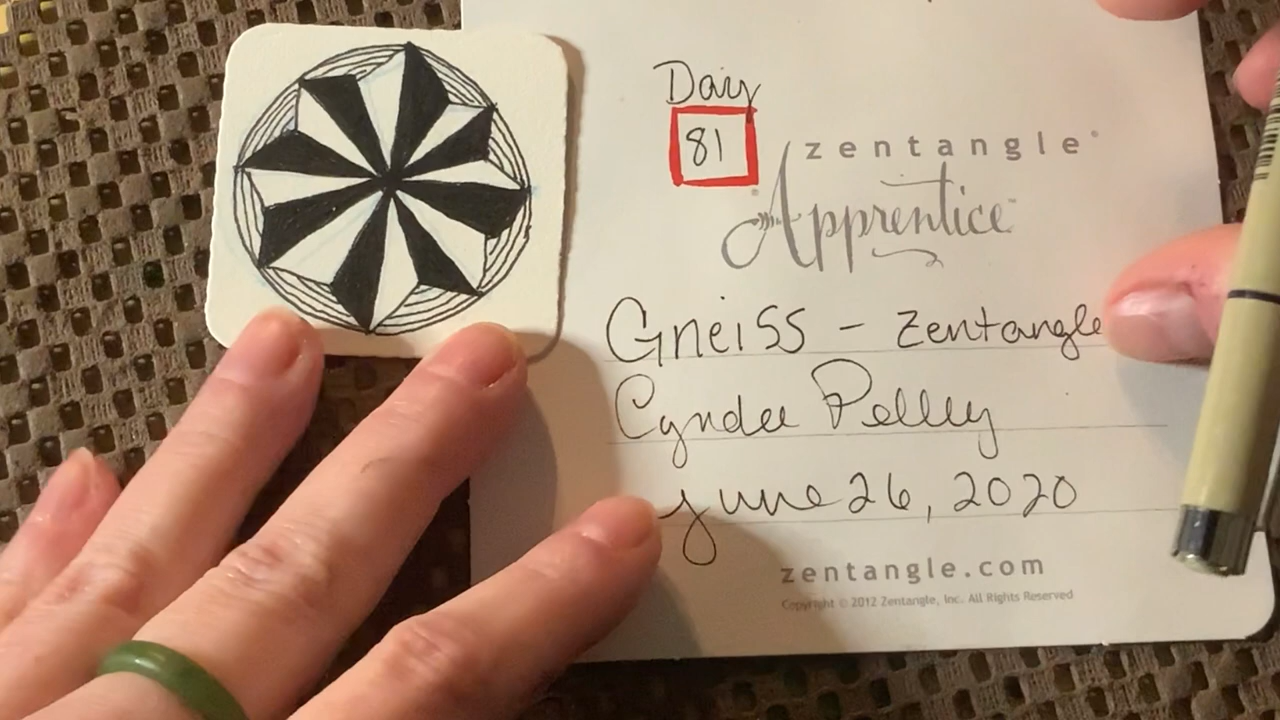 Day
81
zentangle®
Apprentice™
Gneiss - Zentangle
Cyndee Pelley
June 26, 2020
zentangle.com
Copyright © 2012 Zentangle, Inc. All Rights Reserved